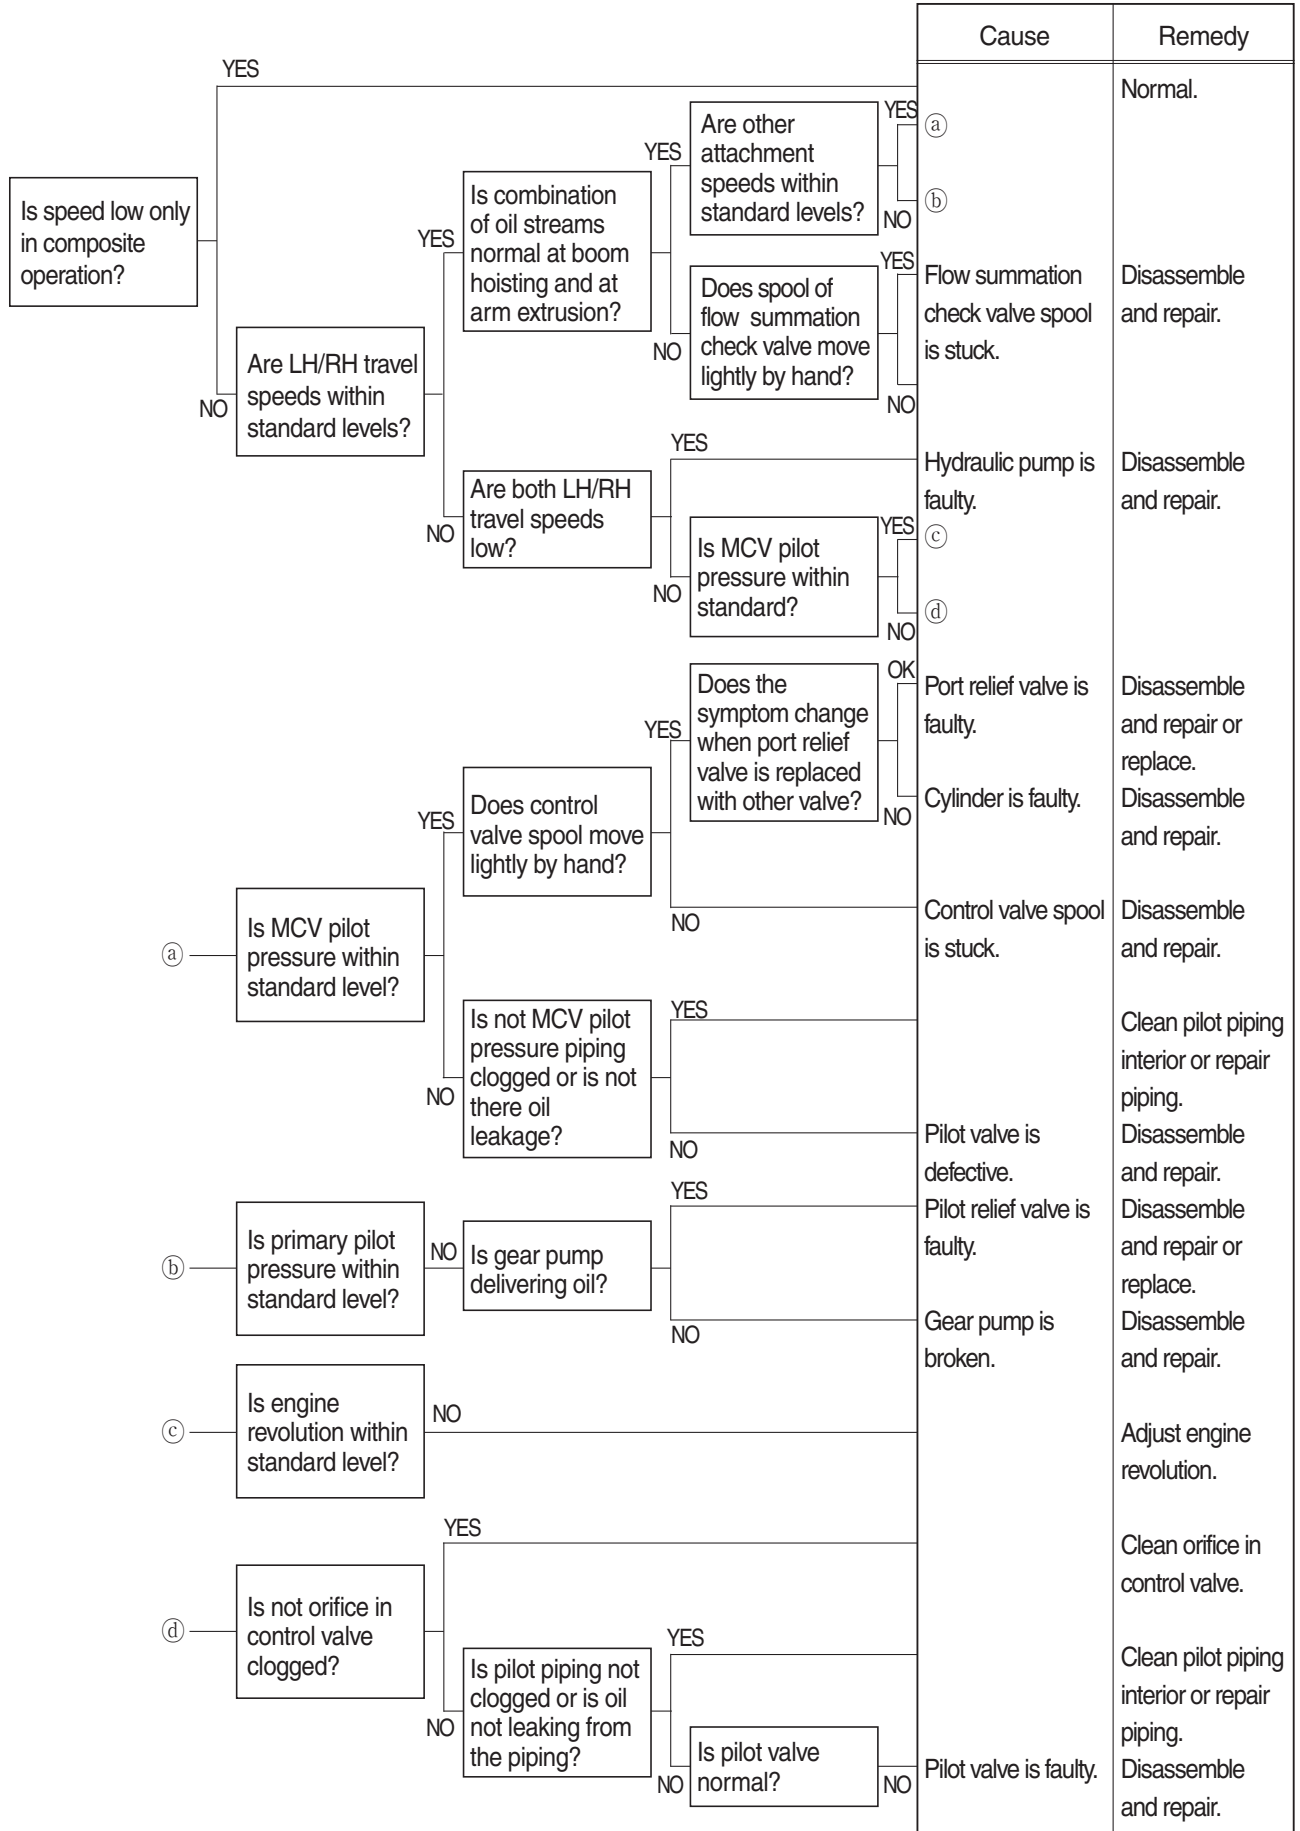 Cause
Remedy
YES
Normal.
Is speed low only
in composite
operation?
NO
Are LH/RH travel
speeds within
standard levels?
YES
Is combination
of oil streams
normal at boom
hoisting and at
arm extrusion?
YES
Are other
attachment
speeds within
standard levels?
YES
ⓐ
NO
ⓑ
NO
Does spool of
flow summation
check valve move
lightly by hand?
YES
Flow summation
check valve spool
is stuck.
Disassemble
and repair.
NO
NO
Are both LH/RH
travel speeds
low?
YES
Hydraulic pump is
faulty.
Disassemble
and repair.
NO
Is MCV pilot
pressure within
standard?
YES
ⓒ
NO
ⓓ
ⓐ
Is MCV pilot
pressure within
standard level?
YES
Does control
valve spool move
lightly by hand?
YES
Does the
symptom change
when port relief
valve is replaced
with other valve?
OK
Port relief valve is
faulty.
Disassemble
and repair or
replace.
NO
Cylinder is faulty.
Disassemble
and repair.
NO
Control valve spool
is stuck.
Disassemble
and repair.
NO
Is not MCV pilot
pressure piping
clogged or is not
there oil
leakage?
YES
Clean pilot piping
interior or repair
piping.
NO
Pilot valve is
defective.
Disassemble
and repair.
ⓑ
Is primary pilot
pressure within
standard level?
NO
Is gear pump
delivering oil?
YES
Pilot relief valve is
faulty.
Disassemble
and repair or
replace.
NO
Gear pump is
broken.
Disassemble
and repair.
ⓒ
Is engine
revolution within
standard level?
NO
Adjust engine
revolution.
ⓓ
Is not orifice in
control valve
clogged?
YES
Clean orifice in
control valve.
NO
Is pilot piping not
clogged or is oil
not leaking from
the piping?
YES
Clean pilot piping
interior or repair
piping.
NO
Is pilot valve
normal?
NO
Pilot valve is faulty.
Disassemble
and repair.